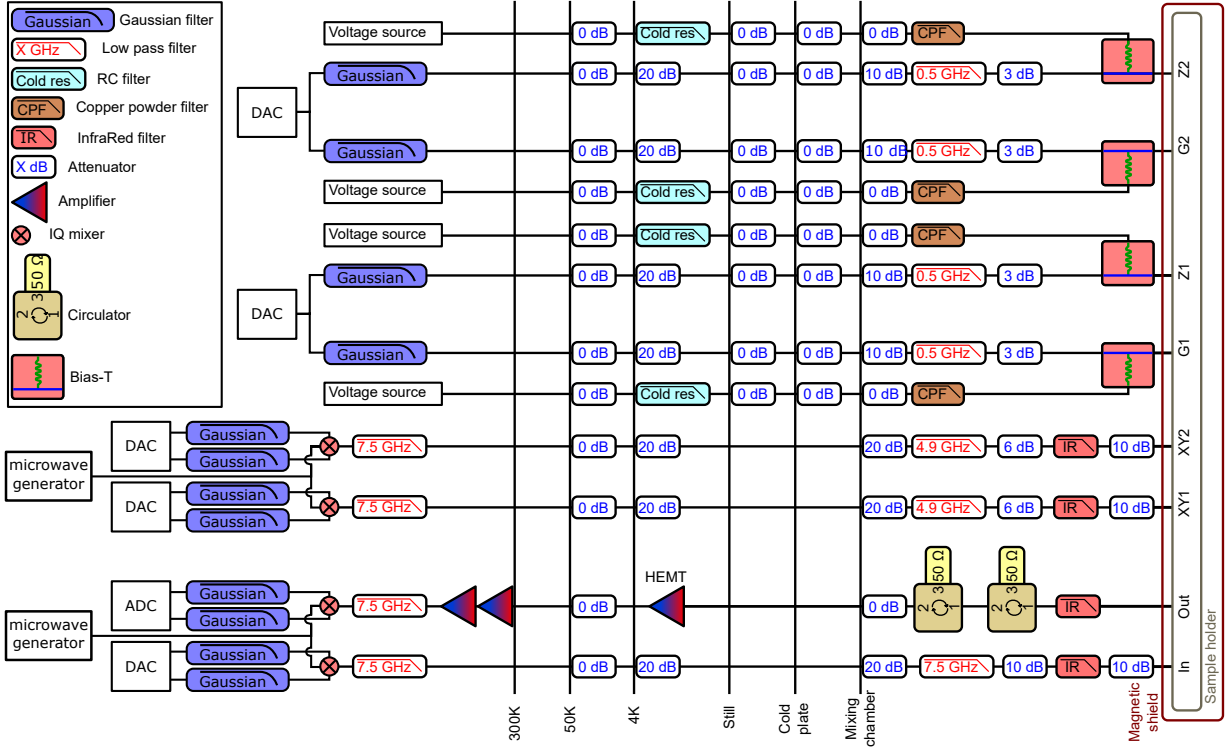 Gaussian Gaussian filter
X GHz Low pass filter
Cold res RC filter
CPF Copper powder filter
IR InfraRed filter
X dB Attenuator
Amplifier
IQ mixer
2 3 1 50 Ω Circulator
Bias-T
Voltage source 0 dB Cold res 0 dB 0 dB 0 dB CPF
Gaussian 0 dB 20 dB 0 dB 0 dB 10 dB 0.5 GHz 3 dB Z2
DAC
Gaussian 0 dB 20 dB 0 dB 0 dB 10 dB 0.5 GHz 3 dB G2
Voltage source 0 dB Cold res 0 dB 0 dB 0 dB CPF
Voltage source 0 dB Cold res 0 dB 0 dB 0 dB CPF
Gaussian 0 dB 20 dB 0 dB 0 dB 10 dB 0.5 GHz 3 dB Z1
DAC
Gaussian 0 dB 20 dB 0 dB 0 dB 10 dB 0.5 GHz 3 dB G1
Voltage source 0 dB Cold res 0 dB 0 dB 0 dB CPF
microwave
generator
DAC Gaussian
Gaussian
7.5 GHz 0 dB 20 dB 20 dB 4.9 GHz 6 dB IR 10 dB XY2
DAC Gaussian
Gaussian
7.5 GHz 0 dB 20 dB 20 dB 4.9 GHz 6 dB IR 10 dB XY1
microwave
generator
ADC Gaussian
Gaussian
7.5 GHz 0 dB HEMT 0 dB 2 3 1 50 Ω 2 3 1 50 Ω IR Out
DAC Gaussian
Gaussian
7.5 GHz 0 dB 20 dB 20 dB 7.5 GHz 10 dB IR 10 dB In
300K
50K
4K
Still
Cold
plate
Mixing
chamber
Magnetic
shield
Sample holder